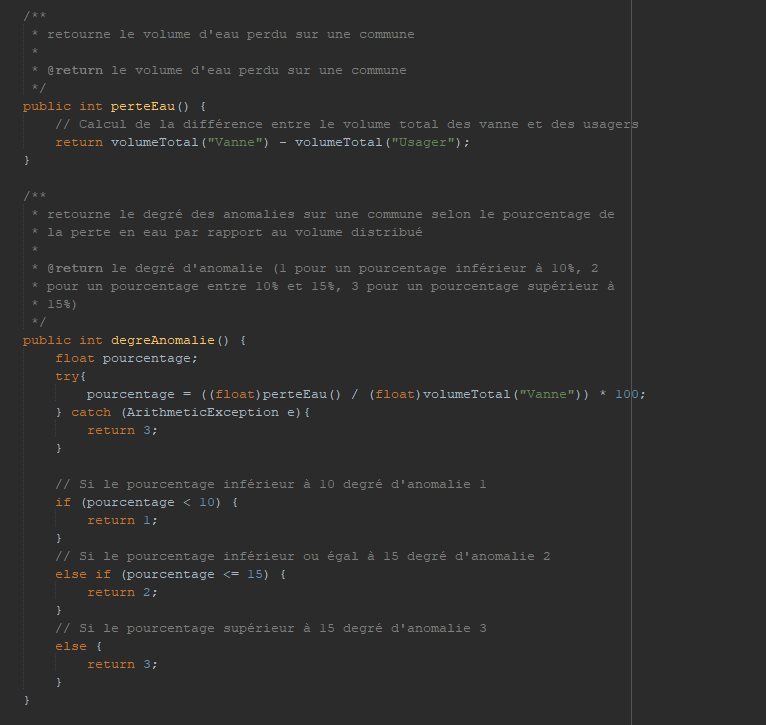 /**
 * retourne le volume d'eau perdu sur une commune
 *
 * @return le volume d'eau perdu sur une commune
 */
public int perteEau() {
    // Calcul de la différence entre le volume total des vanne et des usagers
    return volumeTotal("Vanne") - volumeTotal("Usager");
}

/**
 * retourne le degré des anomalies sur une commune selon le pourcentage de
 * la perte en eau par rapport au volume distribué
 *
 * @return le degré d'anomalie (1 pour un pourcentage inférieur à 10%, 2
 * pour un pourcentage entre 10% et 15%, 3 pour un pourcentage supérieur à
 * 15%)
 */
public int degreAnomalie() {
    float pourcentage;
    try{
        pourcentage = ((float)perteEau() / (float)volumeTotal("Vanne")) * 100;
    } catch (ArithmeticException e){
        return 3;
    }

    // Si le pourcentage inférieur à 10 degré d'anomalie 1
    if (pourcentage < 10) {
        return 1;
    }
    // Si le pourcentage inférieur ou égal à 15 degré d'anomalie 2
    else if (pourcentage <= 15) {
        return 2;
    }
    // Si le pourcentage supérieur à 15 degré d'anomalie 3
    else {
        return 3;
    }
}